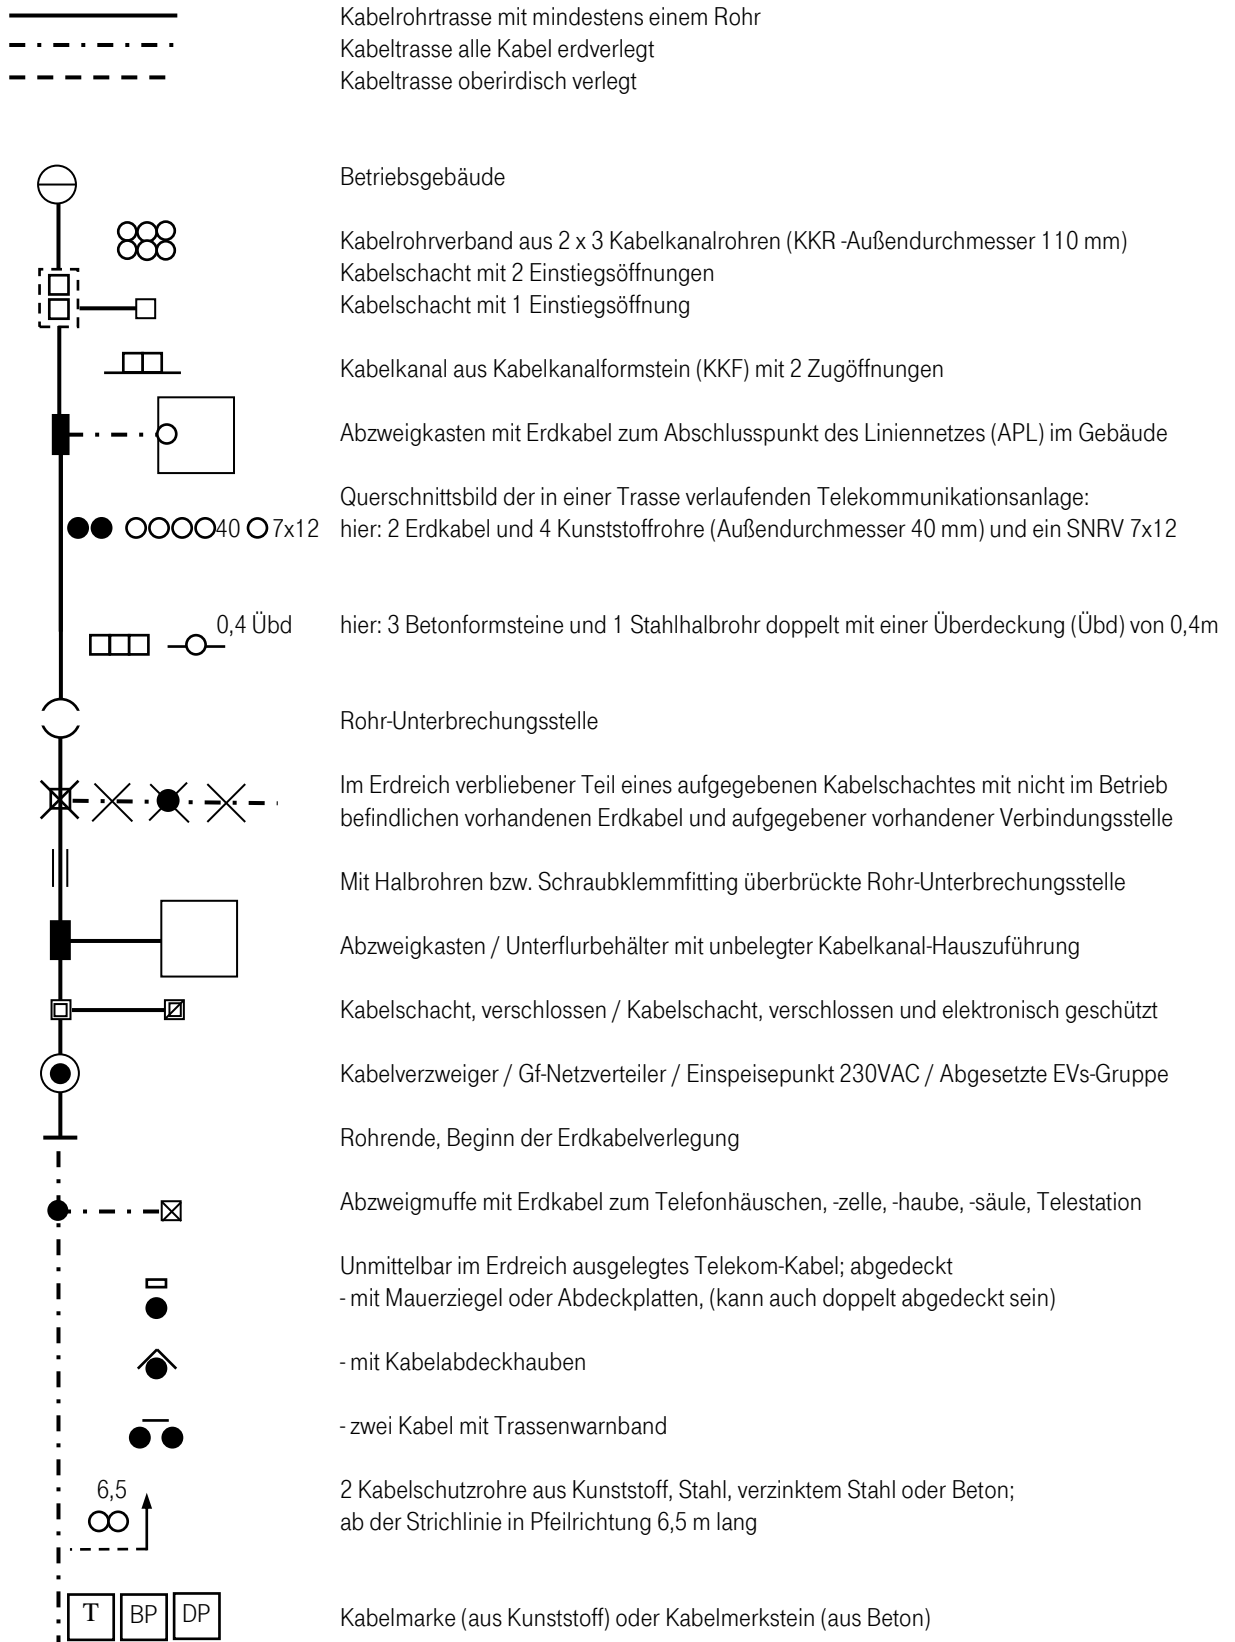 Kabelrohrtrasse mit mindestens einem Rohr
Kabeltrasse alle Kabel erdverlegt
Kabeltrasse oberirdisch verlegt
Betriebsgebäude
Kabelrohrverband aus 2 x 3 Kabelkanalrohren (KKR -Außendurchmesser 110 mm)
Kabelschacht mit 2 Einstiegsöffnungen
Kabelschacht mit 1 Einstiegsöffnung
Kabelkanal aus Kabelkanalformstein (KKF) mit 2 Zugöffnungen
Abzweigkasten mit Erdkabel zum Abschlusspunkt des Liniennetzes (APL) im Gebäude
Querschnittsbild der in einer Trasse verlaufenden Telekommunikationsanlage:
40 7x12 hier: 2 Erdkabel und 4 Kunststoffrohre (Außendurchmesser 40 mm) und ein SNRV 7x12
0,4 Übd hier: 3 Betonformsteine und 1 Stahlhalbrohr doppelt mit einer Überdeckung (Übd) von 0,4m
Rohr-Unterbrechungsstelle
Im Erdreich verbliebener Teil eines aufgegebenen Kabelschachtes mit nicht im Betrieb
befindlichen vorhandenen Erdkabel und aufgegebener vorhandener Verbindungsstelle
Mit Halbrohren bzw. Schraubklemmfitting überbrückte Rohr-Unterbrechungsstelle
Abzweigkasten / Unterflurbehälter mit unbelegter Kabelkanal-Hauszuführung
Kabelschacht, verschlossen / Kabelschacht, verschlossen und elektronisch geschützt
Kabelverzweiger / Gf-Netzverteiler / Einspeisepunkt 230VAC / Abgesetzte EVs-Gruppe
Rohrende, Beginn der Erdkabelverlegung
Abzweigmuffe mit Erdkabel zum Telefonhäuschen, -zelle, -haube, -säule, Telestation
Unmittelbar im Erdreich ausgelegtes Telekom-Kabel; abgedeckt
- mit Mauerziegel oder Abdeckplatten, (kann auch doppelt abgedeckt sein)
- mit Kabelabdeckhauben
- zwei Kabel mit Trassenwarnband
6,5 2 Kabelschutzrohre aus Kunststoff, Stahl, verzinktem Stahl oder Beton;
ab der Strichlinie in Pfeilrichtung 6,5 m lang
T BP DP Kabelmarke (aus Kunststoff) oder Kabelmerkstein (aus Beton)